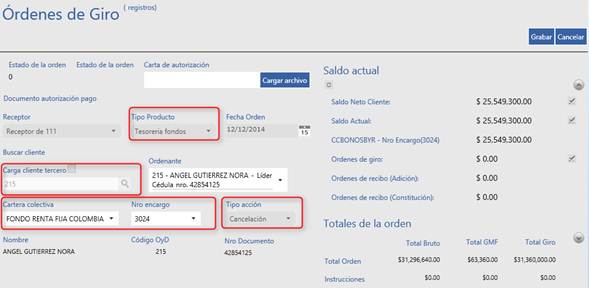 Órdenes de Giro ( registros)
Grabar Cancelar
Estado de la orden Estado de la orden Carta de autorización
0 Cargar archivo
Documento autorización pago
Receptor Tipo Producto Fecha Orden
Receptor de 111 Tesorería fondos 12/12/2014 15
Buscar cliente
Carga cliente tercero Ordenante
215 215 - ANGEL GUTIERREZ NORA - Líder
Cédula nro. 42854125
Cartera colectiva Nro encargo Tipo acción
FONDO RENTA FIJA COLOMBIA 3024 Cancelación
Nombre Código OyD Nro Documento
ANGEL GUTIERREZ NORA 215 42854125
Saldo actual
Saldo Neto Cliente: $ 25,549,300.00
Saldo Actual: $ 25,549,300.00
CCBONOSBYR - Nro Encargo(3024) $ 25,549,300.00
Ordenes de giro: $ 0.00
Ordenes de recibo (Adición): $ 0.00
Ordenes de recibo (Constitución): $ 0.00
Totales de la orden
Total Bruto Total GMF Total Giro
Total Orden $31,296,640.00 $63,360.00 $31,360,000.00
Instrucciones $0.00 $0.00 $0.00